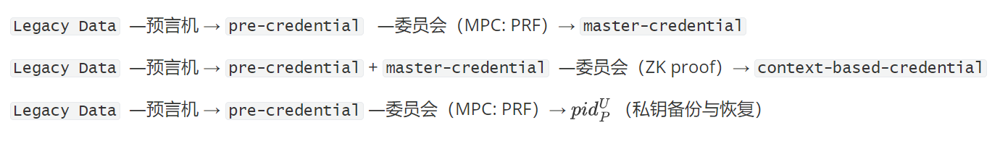 Legacy Data —预言机 → pre-credential —委员会（MPC: PRF）→ master-credential
Legacy Data —预言机 → pre-credential + master-credential —委员会（ZK proof）→ context-based-credential
Legacy Data —预言机 → pre-credential —委员会（MPC: PRF）→ pid_P^U （私钥备份与恢复）